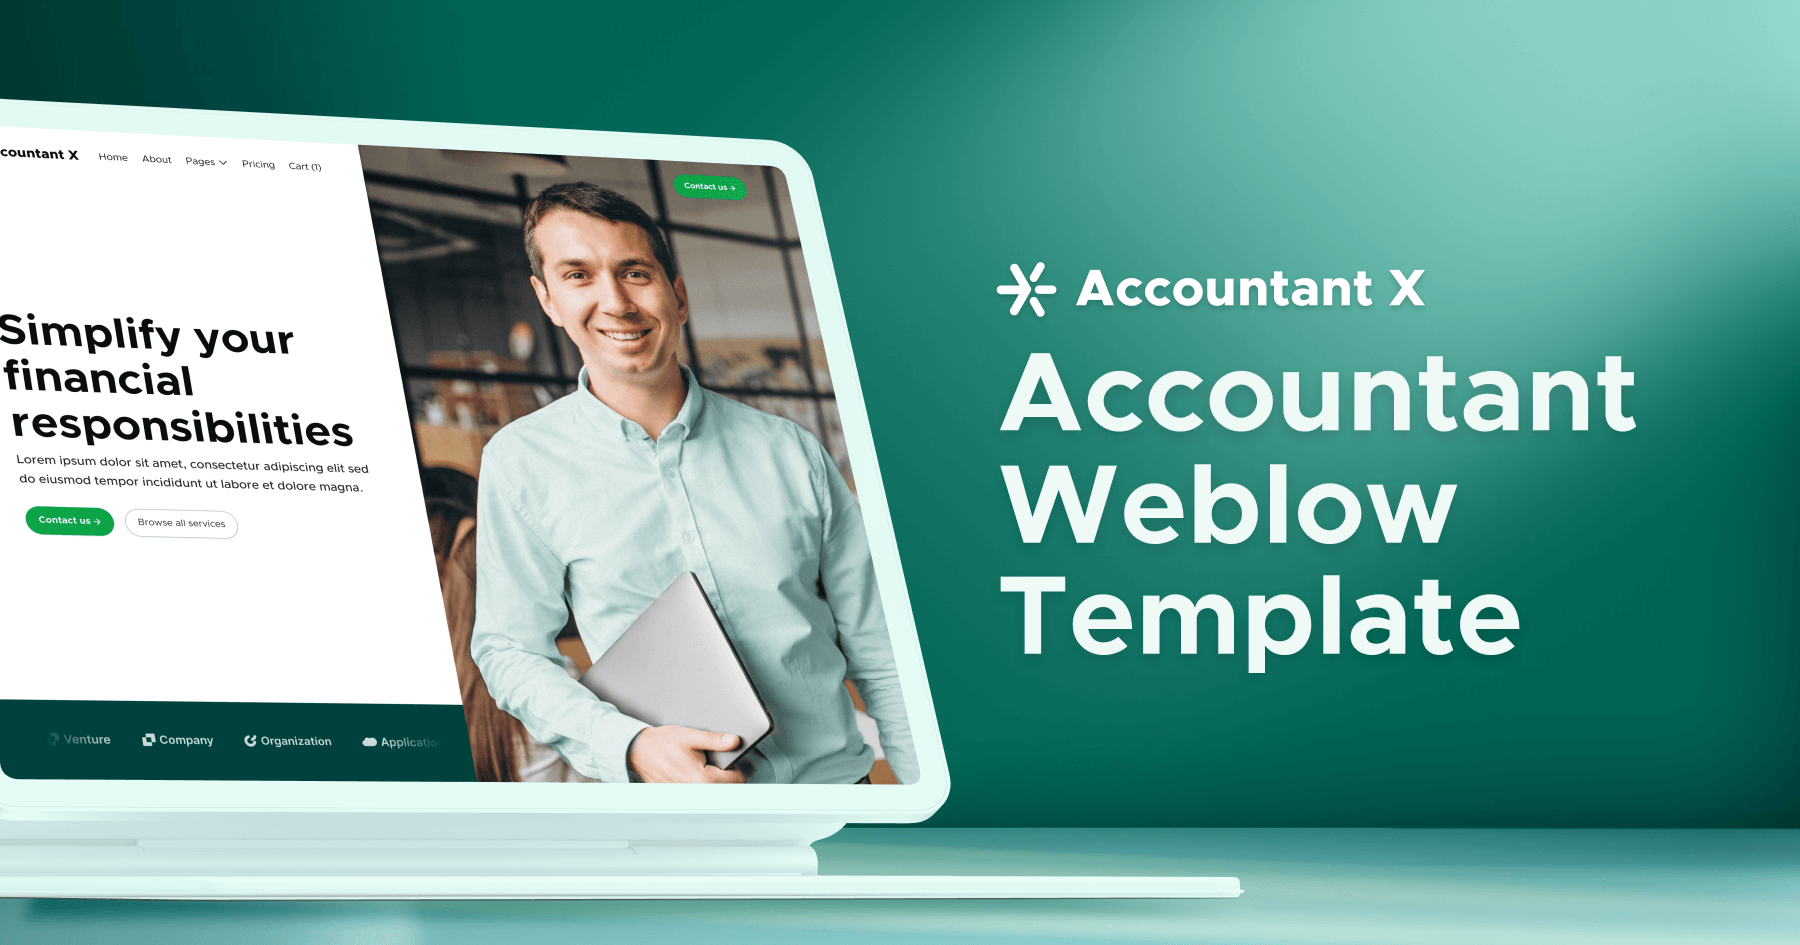 countant X
Home About Pages Pricing Cart (1)
Contact us →
Simplify your
financial
responsibilities
Lorem ipsum dolor sit amet, consectetur adipiscing elit sed
do eiusmod tempor incididunt ut labore et dolore magna.
Contact us →
Browse all services
Venture Company Organization Application
Accountant X
Accountant
Weblow
Template